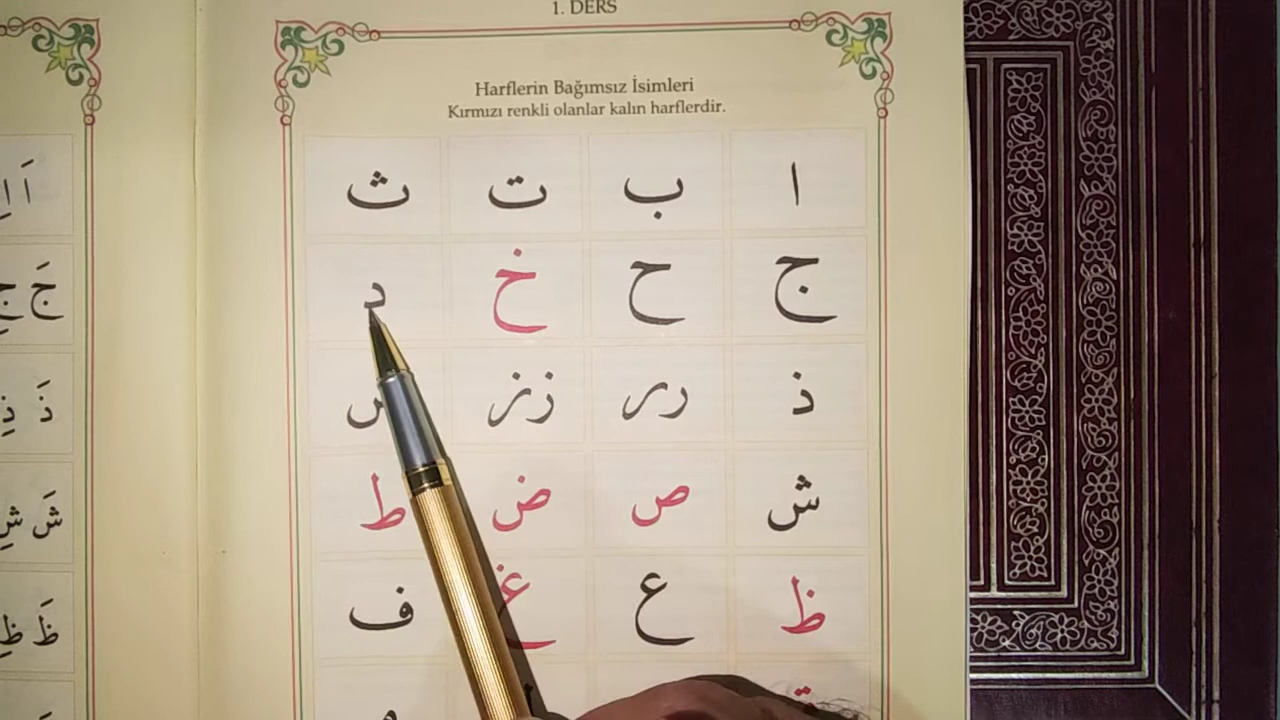 1. DERS
Harflerin Bağımsız İsimleri
Kırmızı renkli olanlar kalın harflerdir.
ا ب ت ث
ج ح خ د
ذ رر زز س
ش ص ض ط
ظ ع غ ف